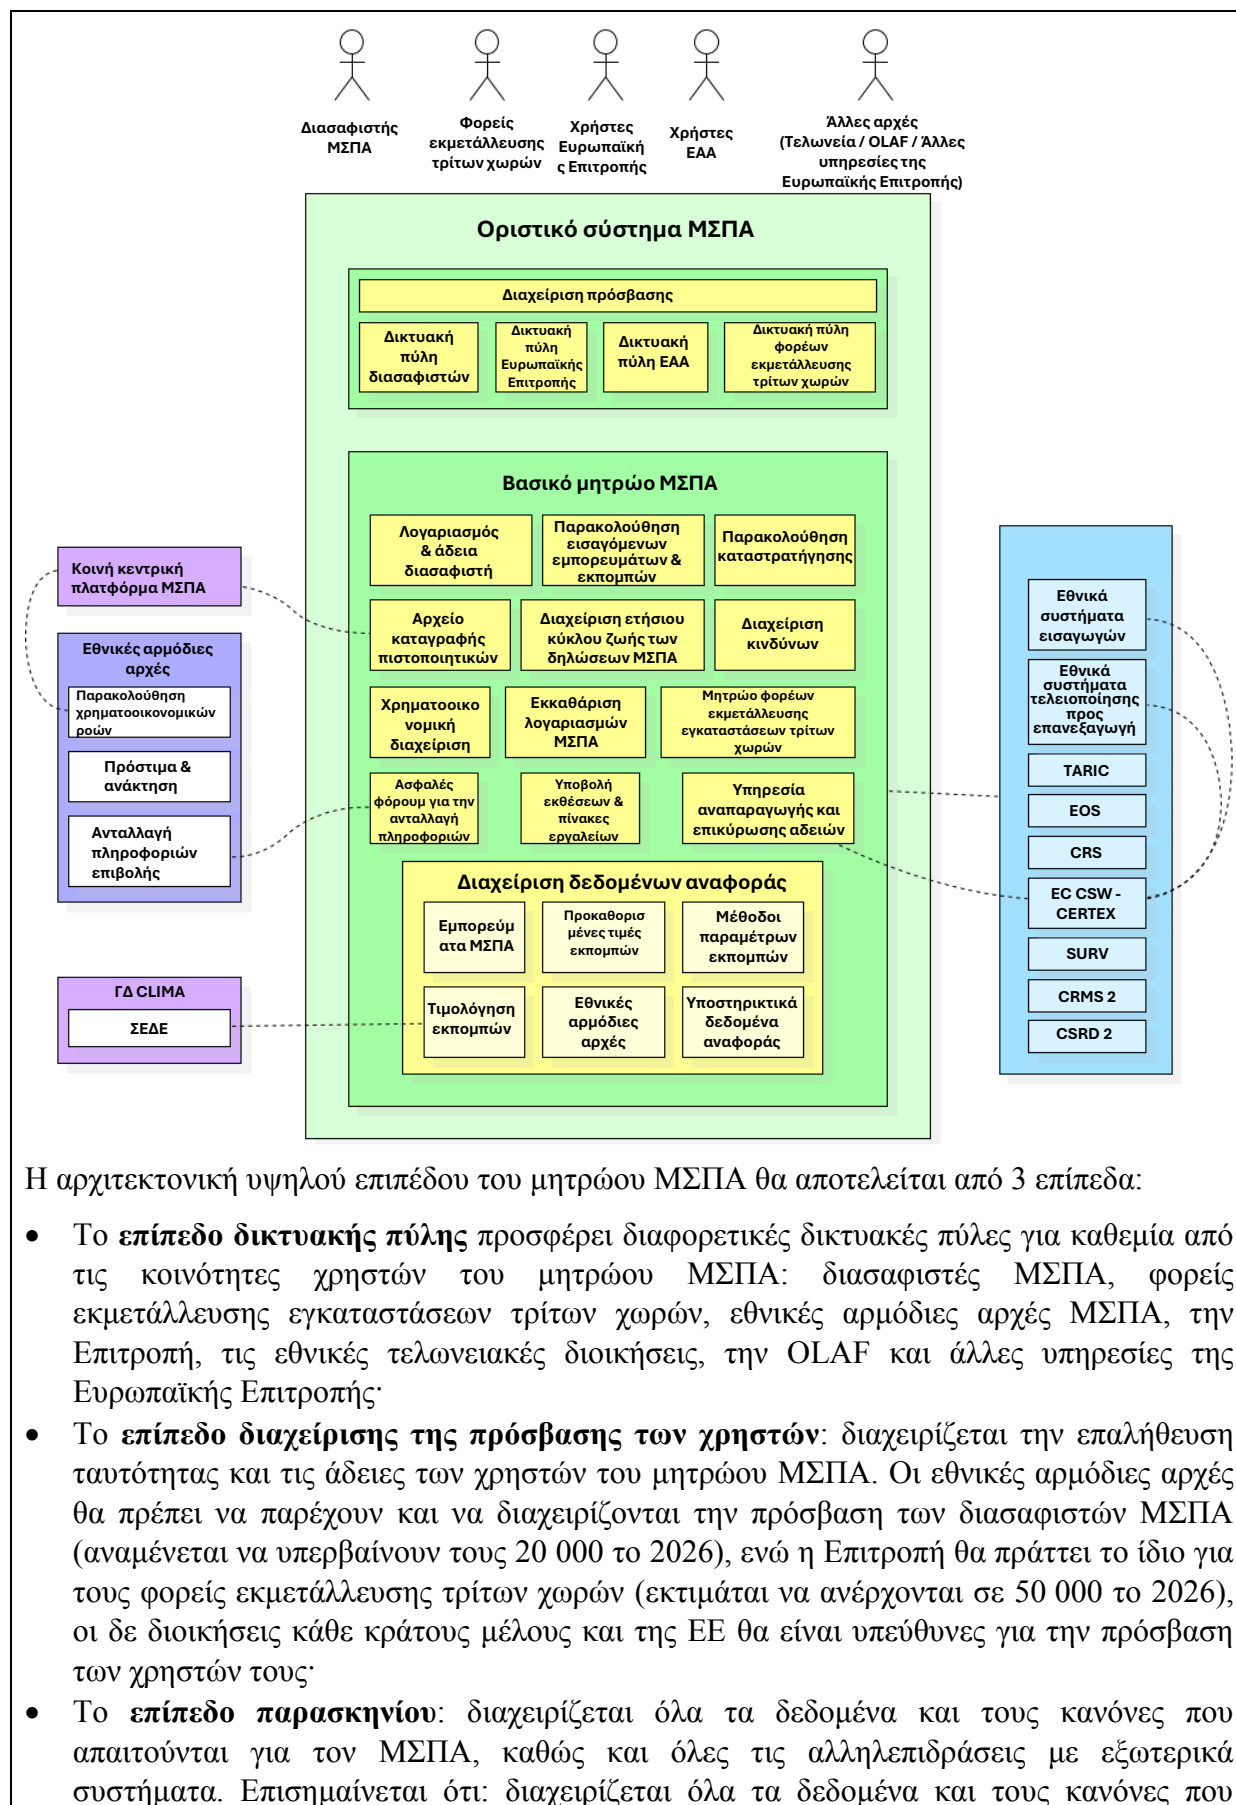 Διασαφιστής
ΜΣΠΑ
Φορείς
εκμετάλλευσης
τρίτων χωρών
Χρήστες
Ευρωπαϊκή
ς Επιτροπής
Χρήστες
ΕΑΑ
Άλλες αρχές
(Τελωνεία / OLAF / Άλλες
υπηρεσίες της
Ευρωπαϊκής Επιτροπής)
Οριστικό σύστημα ΜΣΠΑ
Διαχείριση πρόσβασης
Δικτυακή
πύλη
διασαφιστών
Δικτυακή
πύλη
Ευρωπαϊκής
Επιτροπής
Δικτυακή
πύλη ΕΑΑ
Δικτυακή πύλη
φορέων
εκμετάλλευσης
τρίτων χωρών
Βασικό μητρώο ΜΣΠΑ
Λογαριασμός
& άδεια
διασαφιστή
Παρακολούθηση
εισαγόμενων
εμπορευμάτων &
εκπομπών
Παρακολούθηση
καταστρατήγησης
Αρχείο
καταγραφής
πιστοποιητικών
Διαχείριση ετήσιου
κύκλου ζωής των
δηλώσεων ΜΣΠΑ
Διαχείριση
κινδύνων
Χρηματοοικο
νομική
διαχείριση
Εκκαθάριση
λογαριασμών
ΜΣΠΑ
Μητρώο φορέων
εκμετάλλευσης
εγκαταστάσεων τρίτων
χωρών
Ασφαλές
φόρουμ για την
ανταλλαγή
πληροφοριών
Υποβολή
εκθέσεων &
πίνακες
εργαλείων
Υπηρεσία
αναπαραγωγής και
επικύρωσης αδειών
Διαχείριση δεδομένων αναφοράς
Εμπορεύμ
ατα ΜΣΠΑ
Προκαθορισ
μένες τιμές
εκπομπών
Μέθοδοι
παραμέτρων
εκπομπών
Τιμολόγηση
εκπομπών
Εθνικές
αρμόδιες
αρχές
Υποστηρικτικά
δεδομένα
αναφοράς
Κοινή κεντρική
πλατφόρμα ΜΣΠΑ
Εθνικές αρμόδιες
αρχές
Παρακολούθηση
χρηματοοικονομικών
ροών
Πρόστιμα &
ανάκτηση
Ανταλλαγή
πληροφοριών
επιβολής
ΓΔ CLIMA
ΣΕΔΕ
Εθνικά
συστήματα
εισαγωγών
Εθνικά
συστήματα
τελειοποίησης
προς
επανεξαγωγή
TARIC
EOS
CRS
EC CSW -
CERTEX
SURV
CRMS 2
CSRD 2
Η αρχιτεκτονική υψηλού επιπέδου του μητρώου ΜΣΠΑ θα αποτελείται από 3 επίπεδα:
• Το επίπεδο δικτυακής πύλης προσφέρει διαφορετικές δικτυακές πύλες για καθεμία από
τις κοινότητες χρηστών του μητρώου ΜΣΠΑ: διασαφιστές ΜΣΠΑ, φορείς
εκμετάλλευσης εγκαταστάσεων τρίτων χωρών, εθνικές αρμόδιες αρχές ΜΣΠΑ, την
Επιτροπή, τις εθνικές τελωνειακές διοικήσεις, την OLAF και άλλες υπηρεσίες της
Ευρωπαϊκής Επιτροπής·
• Το επίπεδο διαχείρισης της πρόσβασης των χρηστών: διαχειρίζεται την επαλήθευση
ταυτότητας και τις άδειες των χρηστών του μητρώου ΜΣΠΑ. Οι εθνικές αρμόδιες αρχές
θα πρέπει να παρέχουν και να διαχειρίζονται την πρόσβαση των διασαφιστών ΜΣΠΑ
(αναμένεται να υπερβαίνουν τους 20 000 το 2026), ενώ η Επιτροπή θα πράττει το ίδιο για
τους φορείς εκμετάλλευσης τρίτων χωρών (εκτιμάται να ανέρχονται σε 50 000 το 2026),
οι δε διοικήσεις κάθε κράτους μέλους και της ΕΕ θα είναι υπεύθυνες για την πρόσβαση
των χρηστών τους·
• Το επίπεδο παρασκηνίου: διαχειρίζεται όλα τα δεδομένα και τους κανόνες που
απαιτούνται για τον ΜΣΠΑ, καθώς και όλες τις αλληλεπιδράσεις με εξωτερικά
συστήματα. Επισημαίνεται ότι: διαχειρίζεται όλα τα δεδομένα και τους κανόνες που